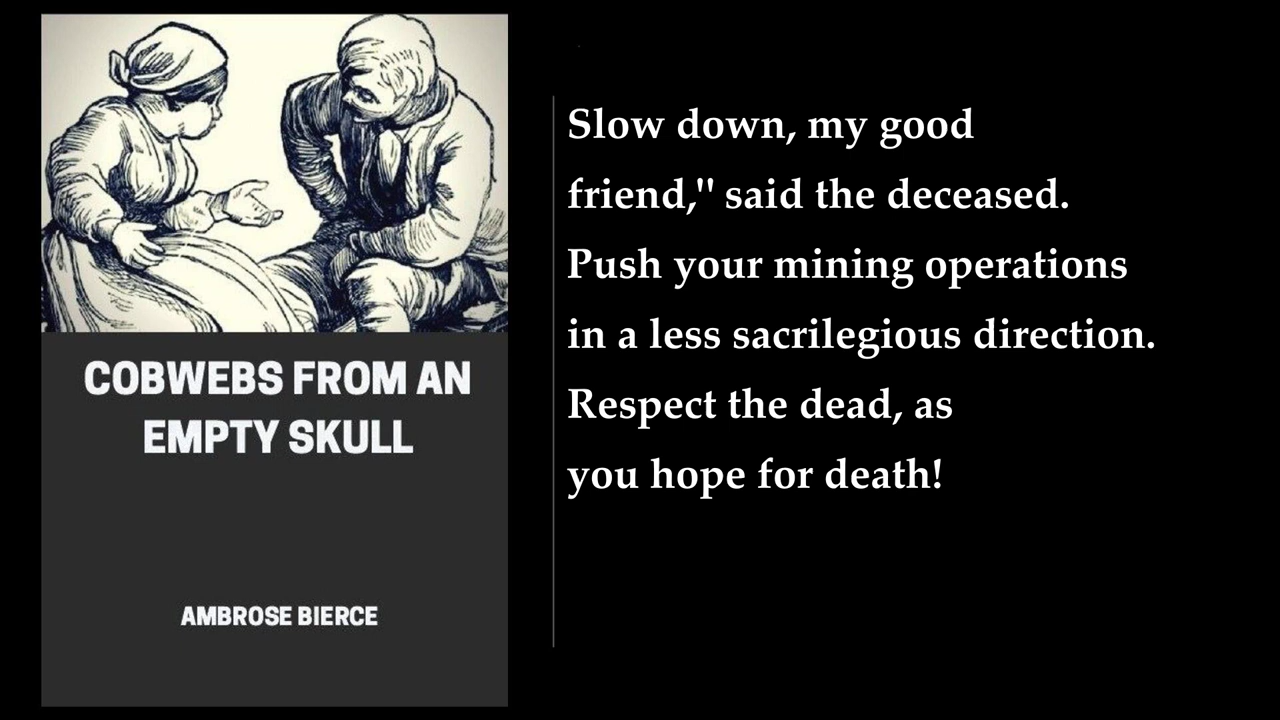 COBWEBS FROM AN
EMPTY SKULL
AMBROSE BIERCE
Slow down, my good
friend," said the deceased.
Push your mining operations
in a less sacrilegious direction.
Respect the dead, as
you hope for death!